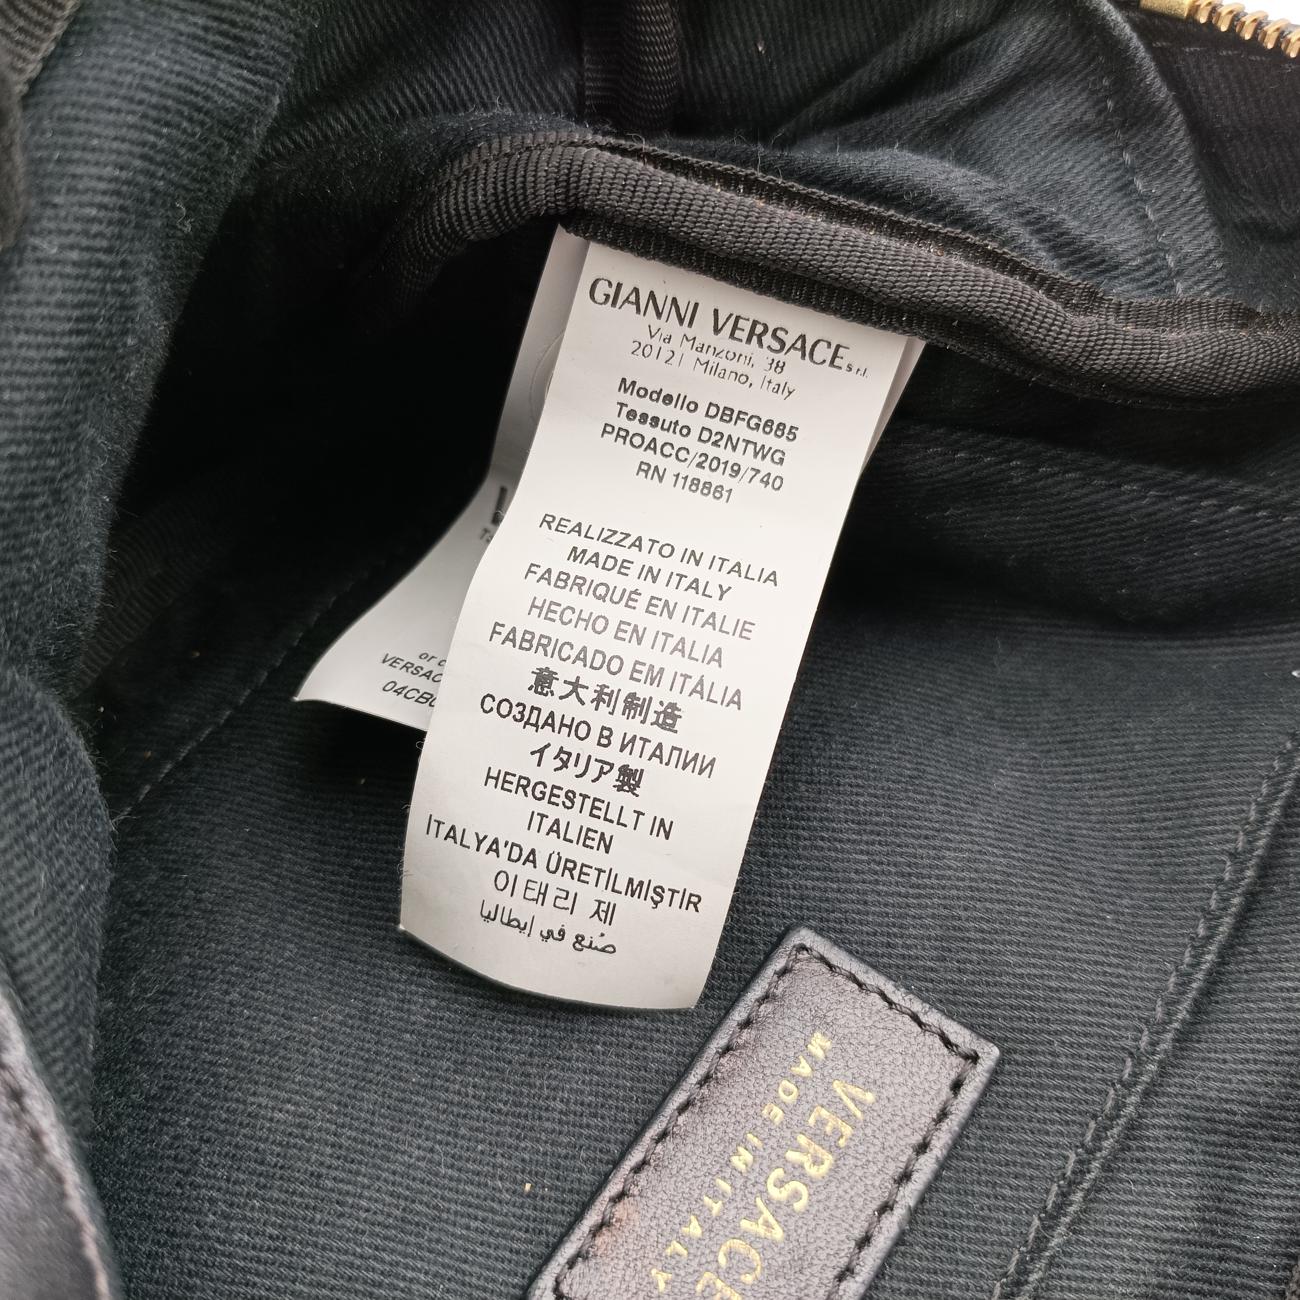 GIANNI VERSACE s.r.l.
Via Manzoni, 38
20121 Milano, Italy
Modello DBFG685
Tessuto D2NTWG
PROACC/2019/740
RN 118861
REALIZZATO IN ITALIA
MADE IN ITALY
FABRIQUÉ EN ITALIE
HECHO EN ITALIA
FABRICADO EM ITÁLIA
意大利制造
СОЗДАНО В ИТАЛИИ
イタリア製
HERGESTELLT IN
ITALIEN
İTALYA'DA ÜRETİLMİŞTİR
이태리 제
صُنع في إيطاليا
or
VERSACE
MADE IN ITALY